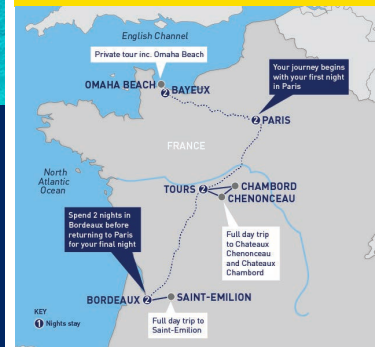 English Channel
Private tour inc. Omaha Beach
Your journey begins
with your first night
in Paris
OMAHA BEACH
2 BAYEUX
2 PARIS
FRANCE
North
Atlantic
Ocean
TOURS 2
CHAMBORD
CHENONCEAU
Spend 2 nights in
Bordeaux before
returning to Paris
for your final night
Full day trip
to Chateaux
Chenonceau
and Chateaux
Chambord
BORDEAUX 2
SAINT-EMILION
KEY
1 Nights stay
Full day trip to
Saint-Emilion